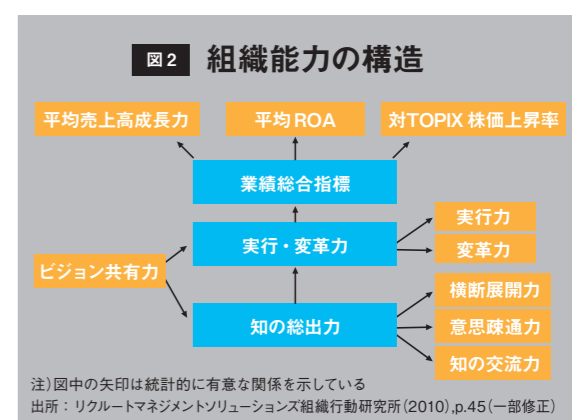 図2 組織能力の構造
平均売上高成長力 平均ROA 対TOPIX 株価上昇率
業績総合指標
実行力
実行・変革力
変革力
ビジョン共有力
横断展開力
知の総出力 意思疎通力
知の交流力
注)図中の矢印は統計的に有意な関係を示している
出所：リクルートマネジメントソリューションズ組織行動研究所(2010),p.45(一部修正)